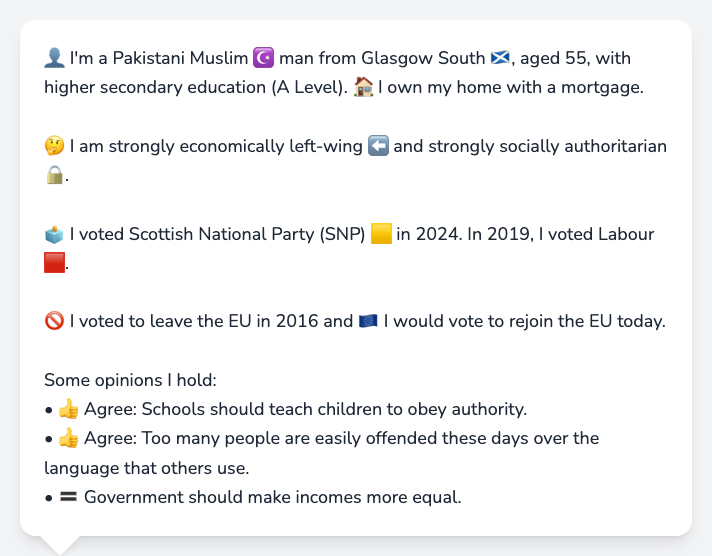 👤 I'm a Pakistani Muslim ☪️ man from Glasgow South 🏴󠁧󠁢󠁳󠁣󠁴󠁿, aged 55, with
higher secondary education (A Level). 🏠 I own my home with a mortgage.
🤔 I am strongly economically left-wing ⬅️ and strongly socially authoritarian
🔒.
🗳️ I voted Scottish National Party (SNP) 🟨 in 2024. In 2019, I voted Labour
🟥.
🚫 I voted to leave the EU in 2016 and 🇪🇺 I would vote to rejoin the EU today.
Some opinions I hold:
• 👍 Agree: Schools should teach children to obey authority.
• 👍 Agree: Too many people are easily offended these days over the
language that others use.
• 🟰 Government should make incomes more equal.